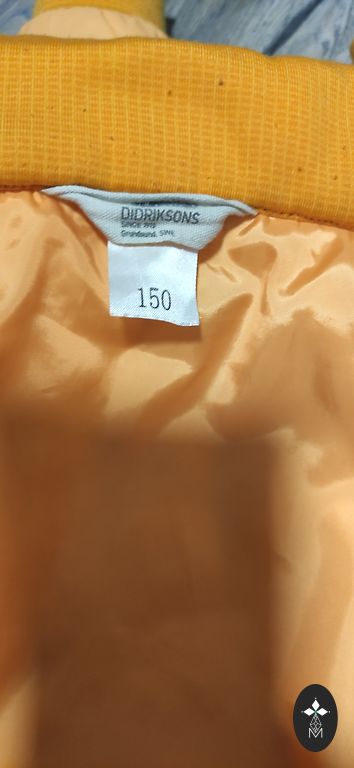 DIDRIKSONS
SINCE 1913
Grundsund, SWE.
150
M